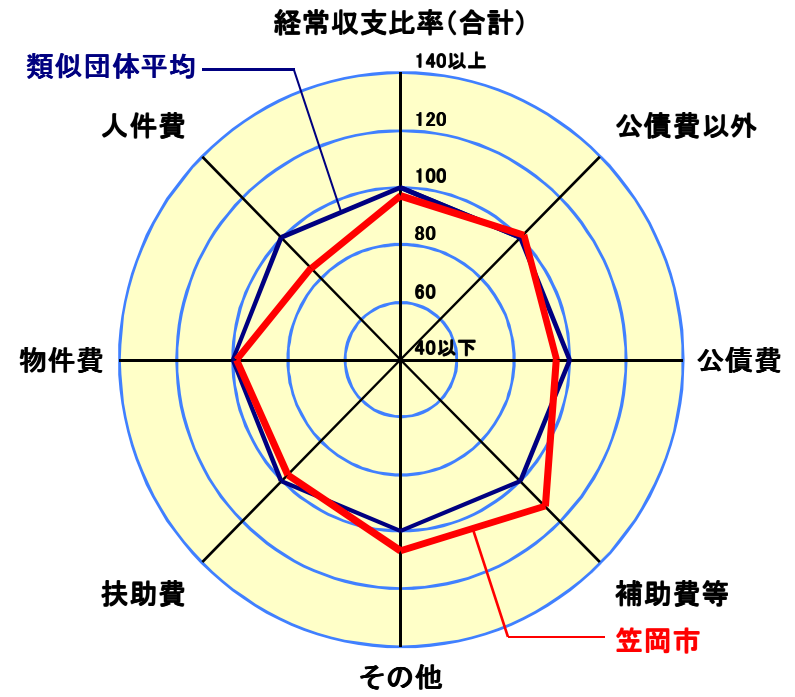 経常収支比率(合計)
類似団体平均
140以上
人件費
120
公債費以外
100
80
60
40以下
物件費
公債費
扶助費
補助費等
笠岡市
その他